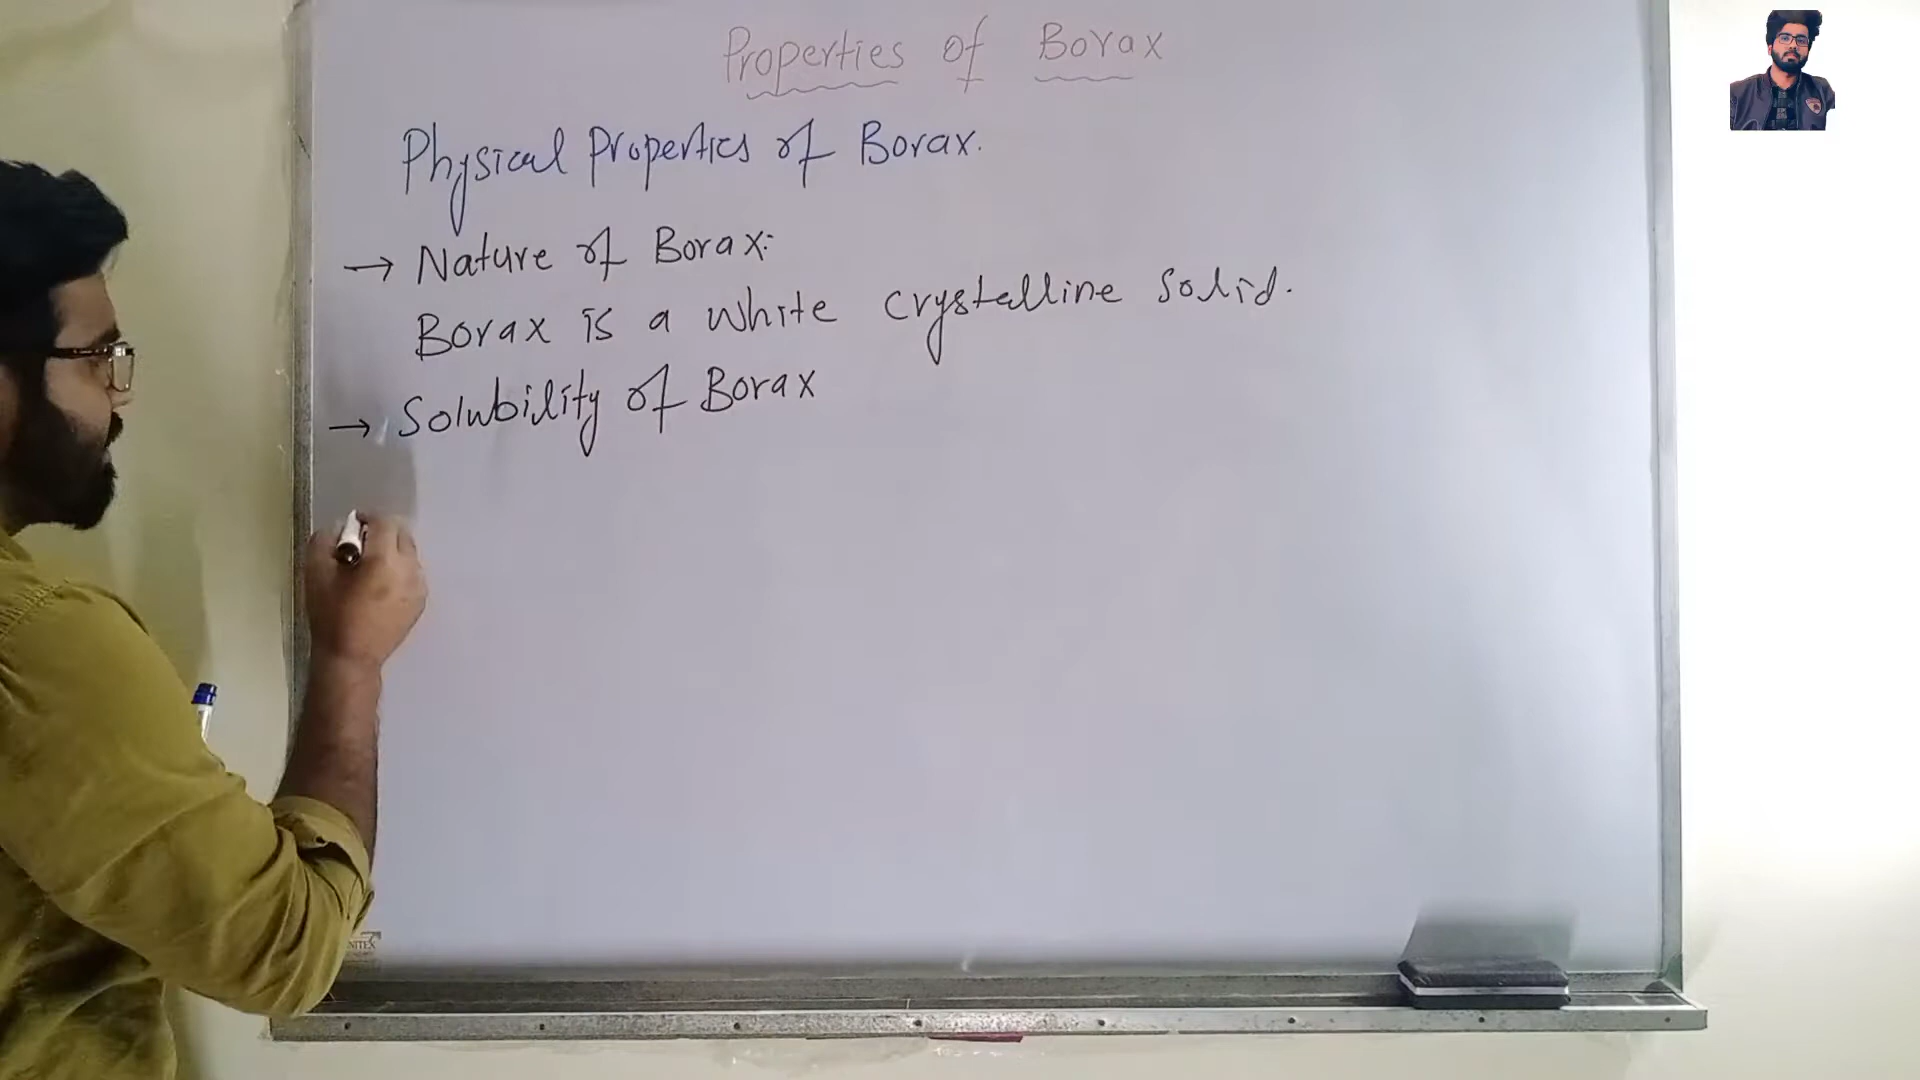 Properties of Borax
Physical Properties of Borax.
→ Nature of Borax:
Borax is a white crystalline solid.
→ Solubility of Borax